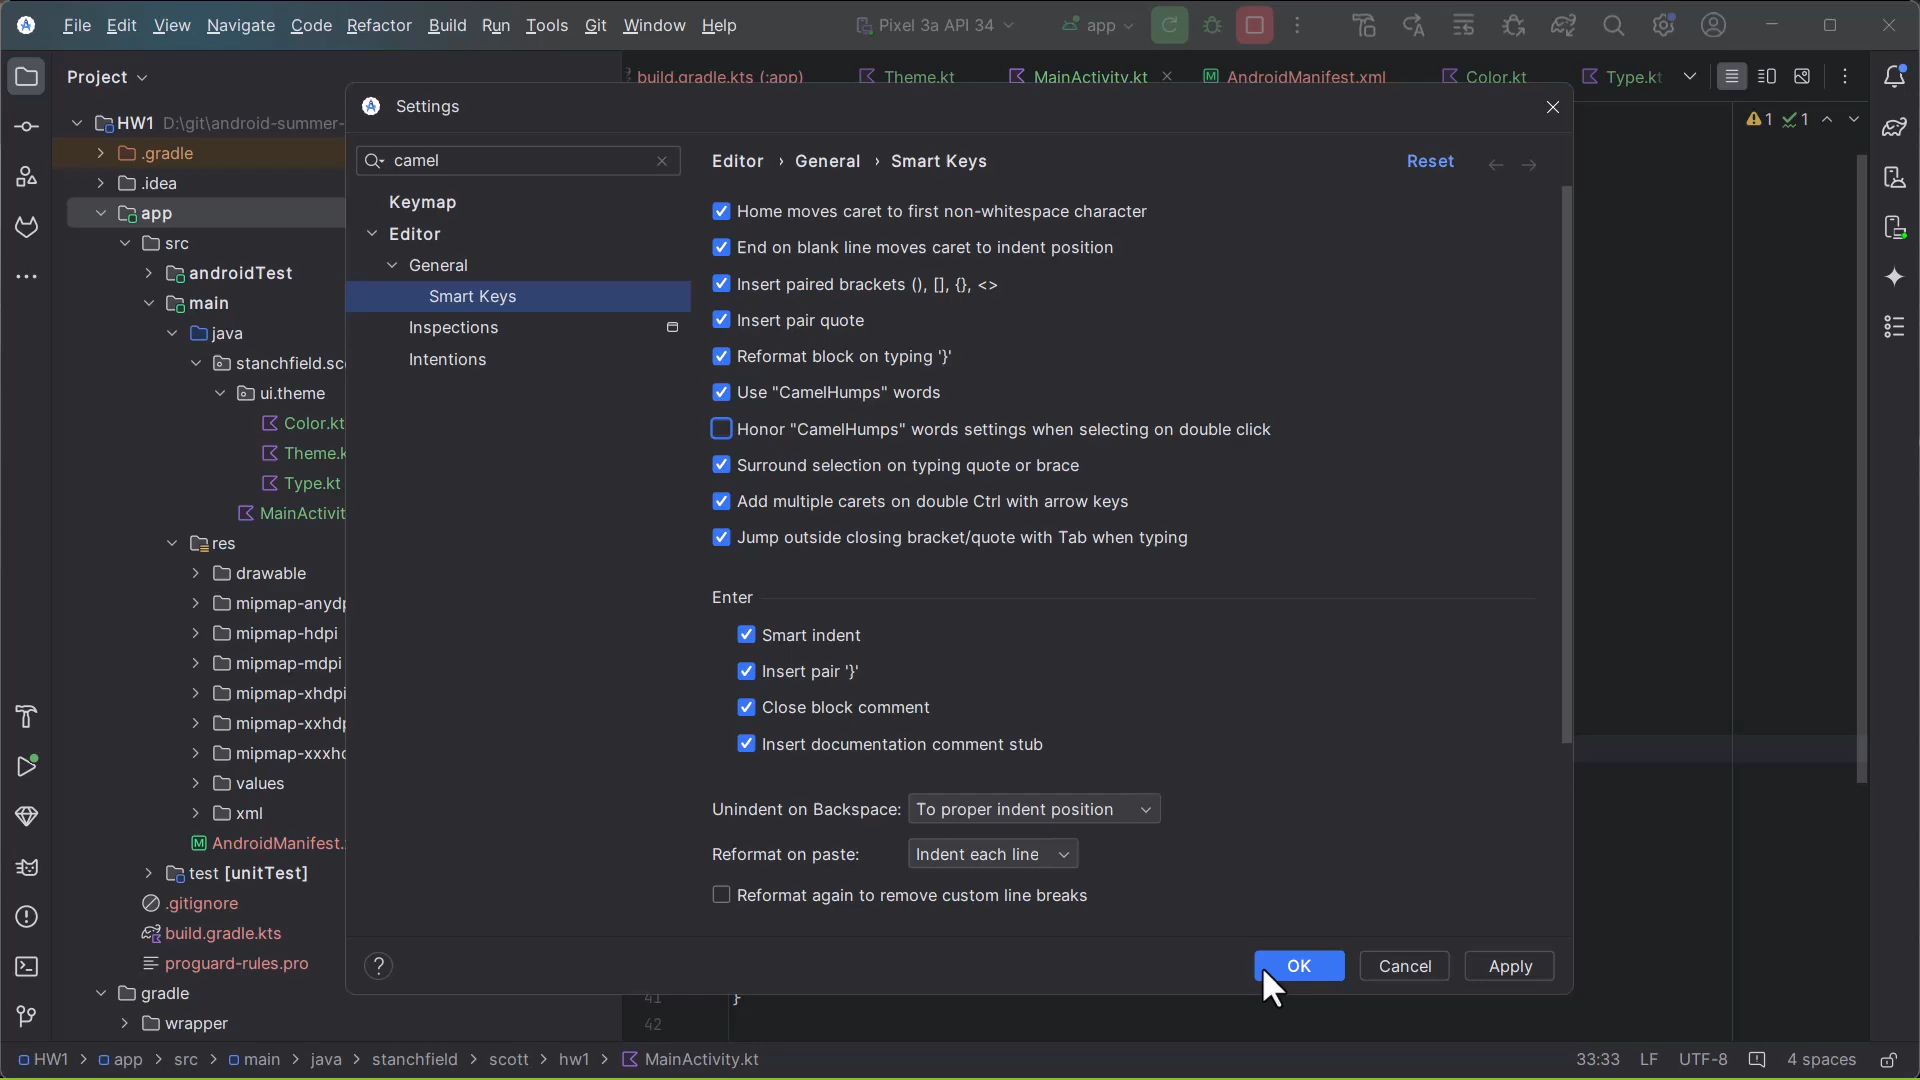 File Edit View Navigate Code Refactor Build Run Tools Git Window Help
Pixel 3a API 34
app
Project
build.gradle.kts (:app)
Theme.kt
MainActivity.kt
AndroidManifest.xml
Color.kt
Type.kt
1 1
HW1 D:\git\android-summer-
.gradle
.idea
app
src
androidTest
main
java
stanchfield.sc
ui.theme
Color.kt
Theme.k
Type.kt
MainActivit
res
drawable
mipmap-anydp
mipmap-hdpi
mipmap-mdpi
mipmap-xhdpi
mipmap-xxhdp
mipmap-xxxhd
values
xml
AndroidManifest.
test [unitTest]
.gitignore
build.gradle.kts
proguard-rules.pro
gradle
wrapper
Settings
camel
Keymap
Editor
General
Smart Keys
Inspections
Intentions
Editor › General › Smart Keys
Reset
Home moves caret to first non-whitespace character
End on blank line moves caret to indent position
Insert paired brackets (), [], {}, <>
Insert pair quote
Reformat block on typing '}'
Use "CamelHumps" words
Honor "CamelHumps" words settings when selecting on double click
Surround selection on typing quote or brace
Add multiple carets on double Ctrl with arrow keys
Jump outside closing bracket/quote with Tab when typing
Enter
Smart indent
Insert pair '}'
Close block comment
Insert documentation comment stub
Unindent on Backspace: To proper indent position
Reformat on paste: Indent each line
Reformat again to remove custom line breaks
?
OK Cancel Apply
41 }
42
HW1 > app > src > main > java > stanchfield > scott > hw1 > MainActivity.kt
33:33 LF UTF-8 4 spaces